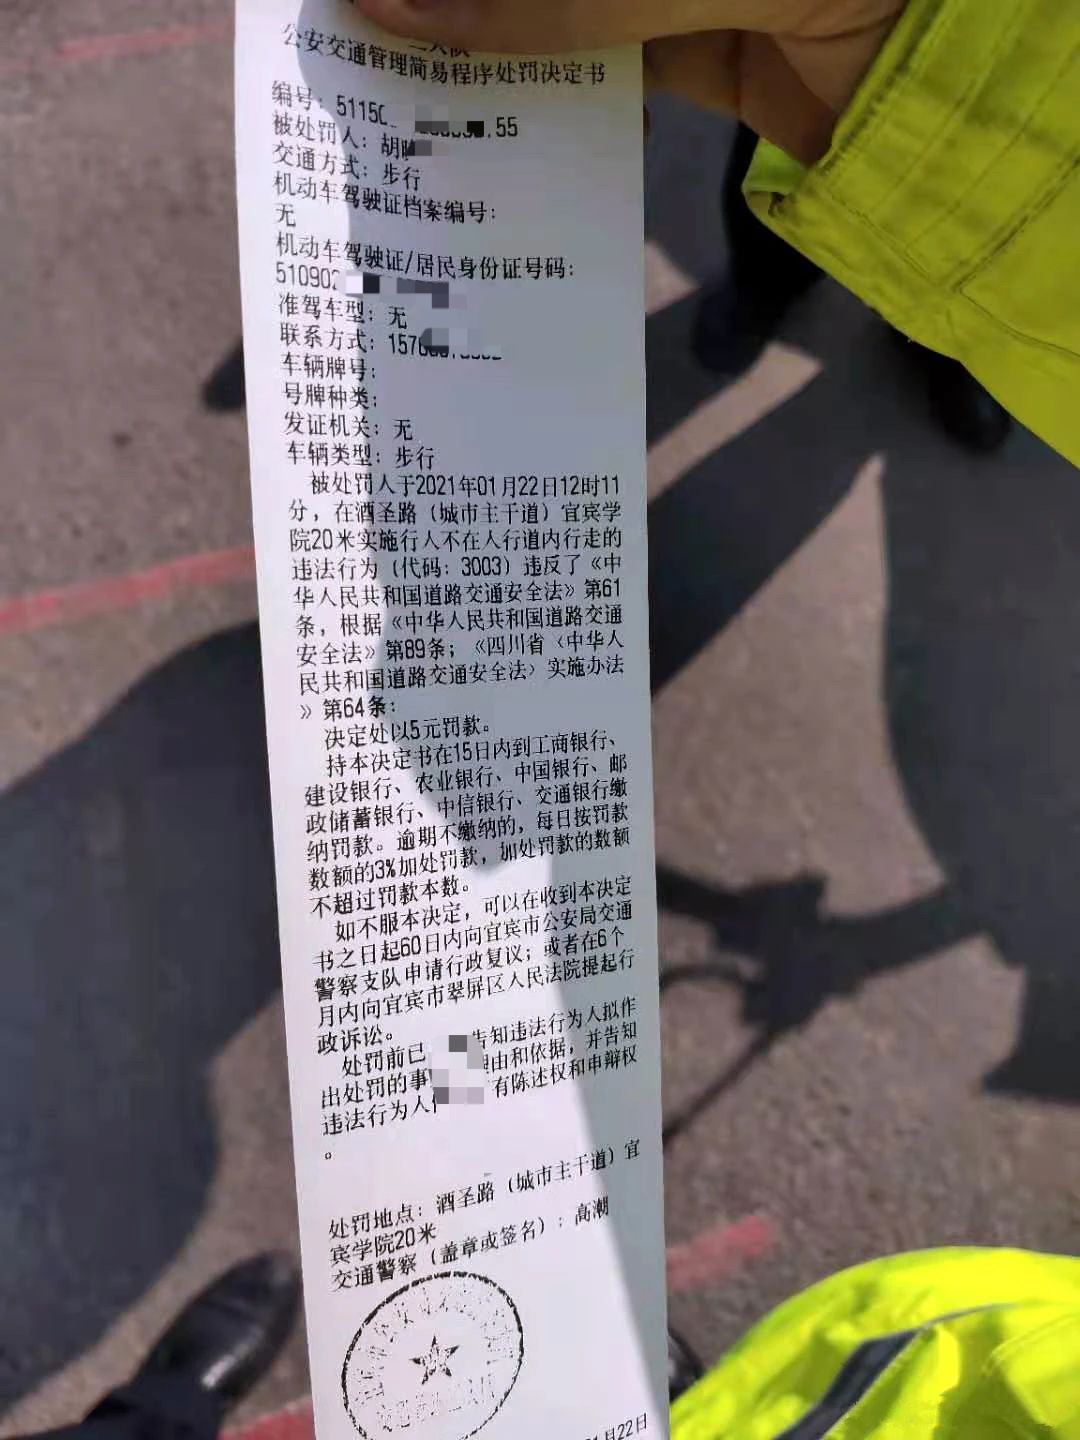 公安交通管理简易程序处罚决定书
编号：5115
55
被处罚人：胡
交通方式：步行
机动车驾驶证档案编号：
无
机动车驾驶证/居民身份证号码：
510902
准驾车型：无
联系方式：157
车辆牌号：
号牌种类：
发证机关：无
车辆类型：步行
被处罚人于2021年01月22日12时11
分，在酒圣路（城市主干道）宜宾学
院20米实施行人不在人行道内行走的
违法行为（代码：3003）违反了《中
华人民共和国道路交通安全法》第61
条，根据《中华人民共和国道路交通
安全法》第89条；《四川省〈中华人
民共和国道路交通安全法〉实施办法
》第64条：
决定处以5元罚款。
持本决定书在15日内到工商银行、
建设银行、农业银行、中国银行、邮
政储蓄银行、中信银行、交通银行缴
纳罚款。逾期不缴纳的，每日按罚款
数额的3%加处罚款，加处罚款的数额
不超过罚款本数。
如不服本决定，可以在收到本决定
书之日起60日内向宜宾市公安局交通
警察支队申请行政复议；或者在6个
月内向宜宾市翠屏区人民法院提起行
政诉讼。
处罚前已 告知违法行为人拟作
出处罚的事 理由和依据，并告知
违法行为人 有陈述权和申辩权
。
处罚地点：酒圣路（城市主干道）宜
宾学院20米
交通警察（盖章或签名）：高潮
月22日